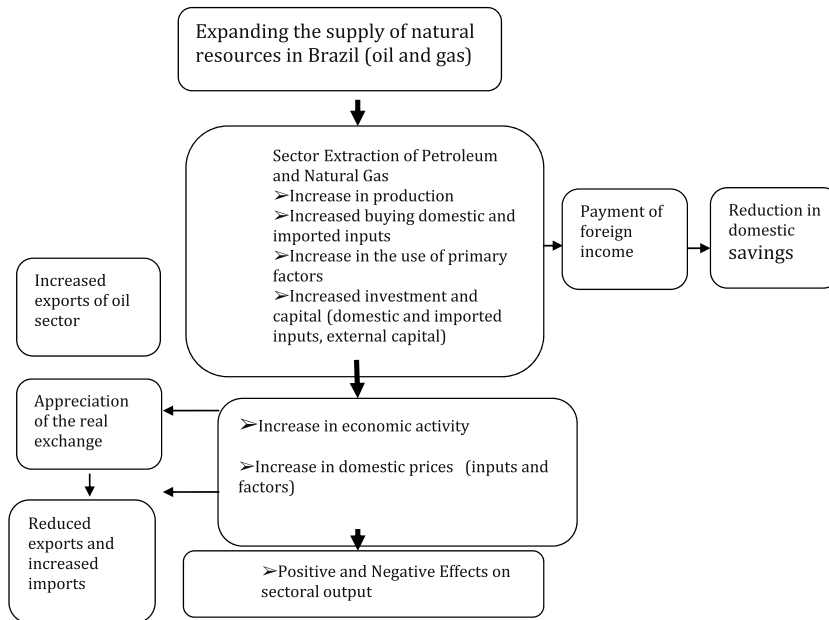 Expanding the supply of natural
resources in Brazil (oil and gas)
Sector Extraction of Petroleum
and Natural Gas
➢Increase in production
➢Increased buying domestic and
imported inputs
➢Increase in the use of primary
factors
➢Increased investment and
capital (domestic and imported
inputs, external capital)
Payment of
foreign
income
Reduction in
domestic
savings
Increased
exports of oil
sector
Appreciation
of the real
exchange
➢Increase in economic activity
➢Increase in domestic prices (inputs and
factors)
Reduced
exports and
increased
imports
➢Positive and Negative Effects on
sectoral output